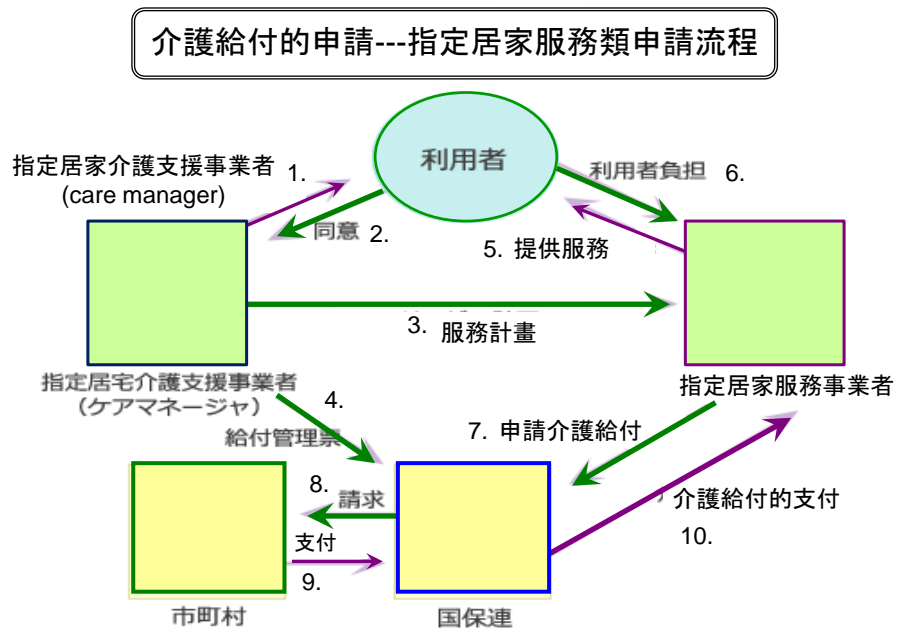 介護給付的申請---指定居家服務類申請流程
利用者
指定居家介護支援事業者
(care manager)
1.
利用者負担
6.
同意
2.
5. 提供服務
3.
服務計畫
指定居宅介護支援事業者
（ケアマネージャ）
指定居家服務事業者
4.
給付管理票
7. 申請介護給付
8.
請求
介護給付的支付
10.
支付
9.
市町村
国保連